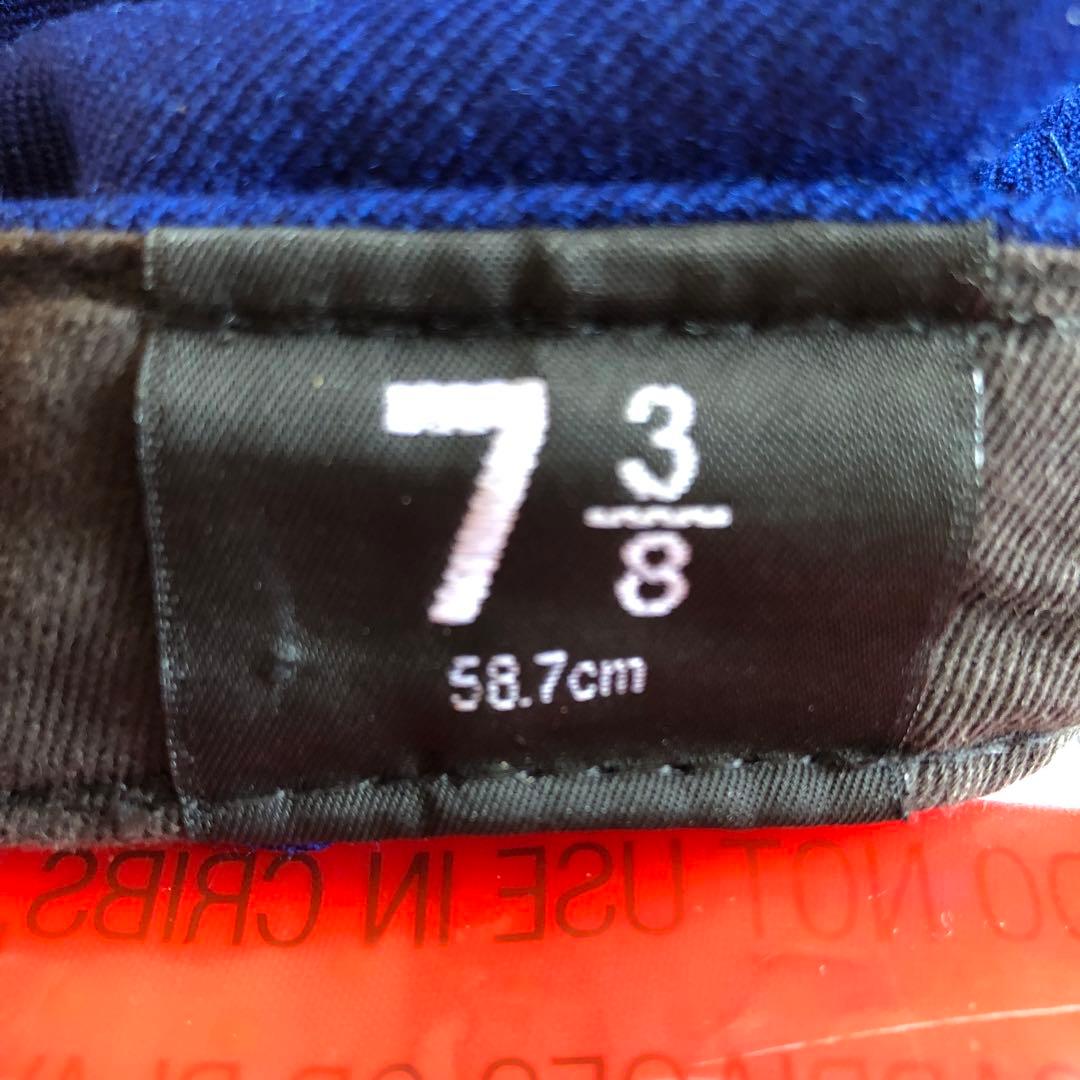 7 3/8
58.7cm
DO NOT USE IN CRIBS,